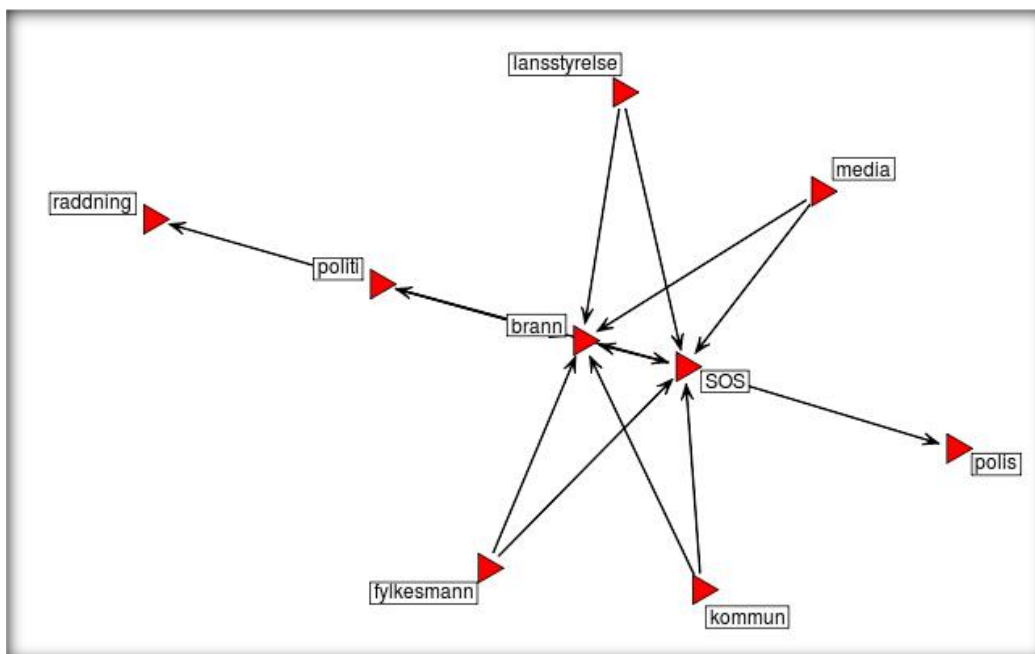 lansstyrelse
media
raddning
politi
brann
SOS
polis
fylkesmann
kommun